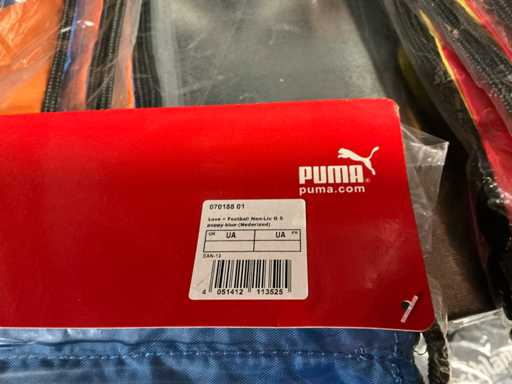 PUMA
puma.com
070188 01
Love = Football Non-Lic G S
poppy blue-(Nederland)
UK UA UA FR
EAN-13
4 051412 113525